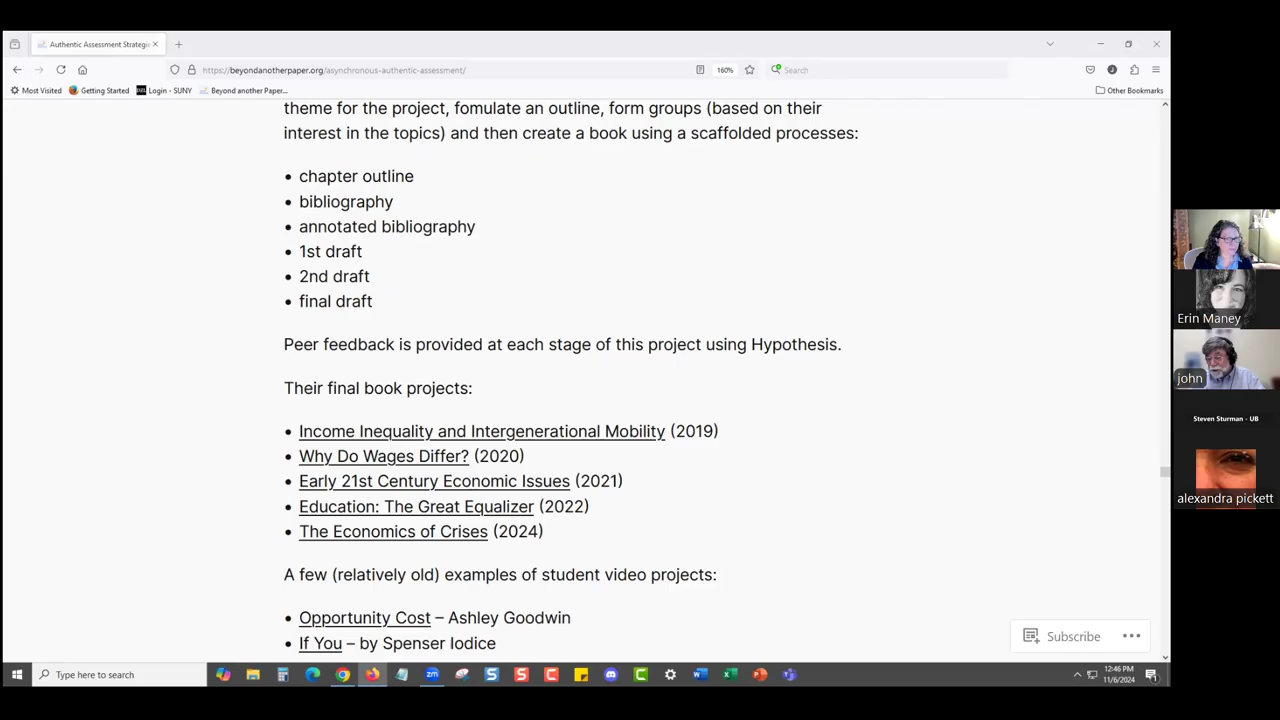 Authentic Assessment Strategie
https://beyondanotherpaper.org/asynchronous-authentic-assessment/
160%
Search
Most Visited
Getting Started
Login - SUNY
Beyond another Paper...
Other Bookmarks
theme for the project, fomulate an outline, form groups (based on their
interest in the topics) and then create a book using a scaffolded processes:
• chapter outline
• bibliography
• annotated bibliography
• 1st draft
• 2nd draft
• final draft
Peer feedback is provided at each stage of this project using Hypothesis.
Their final book projects:
• Income Inequality and Intergenerational Mobility (2019)
• Why Do Wages Differ? (2020)
• Early 21st Century Economic Issues (2021)
• Education: The Great Equalizer (2022)
• The Economics of Crises (2024)
A few (relatively old) examples of student video projects:
• Opportunity Cost – Ashley Goodwin
• If You – by Spenser Iodice
Subscribe
Type here to search
12:46 PM
11/6/2024
Erin Maney
john
Steven Sturman - UB
alexandra pickett